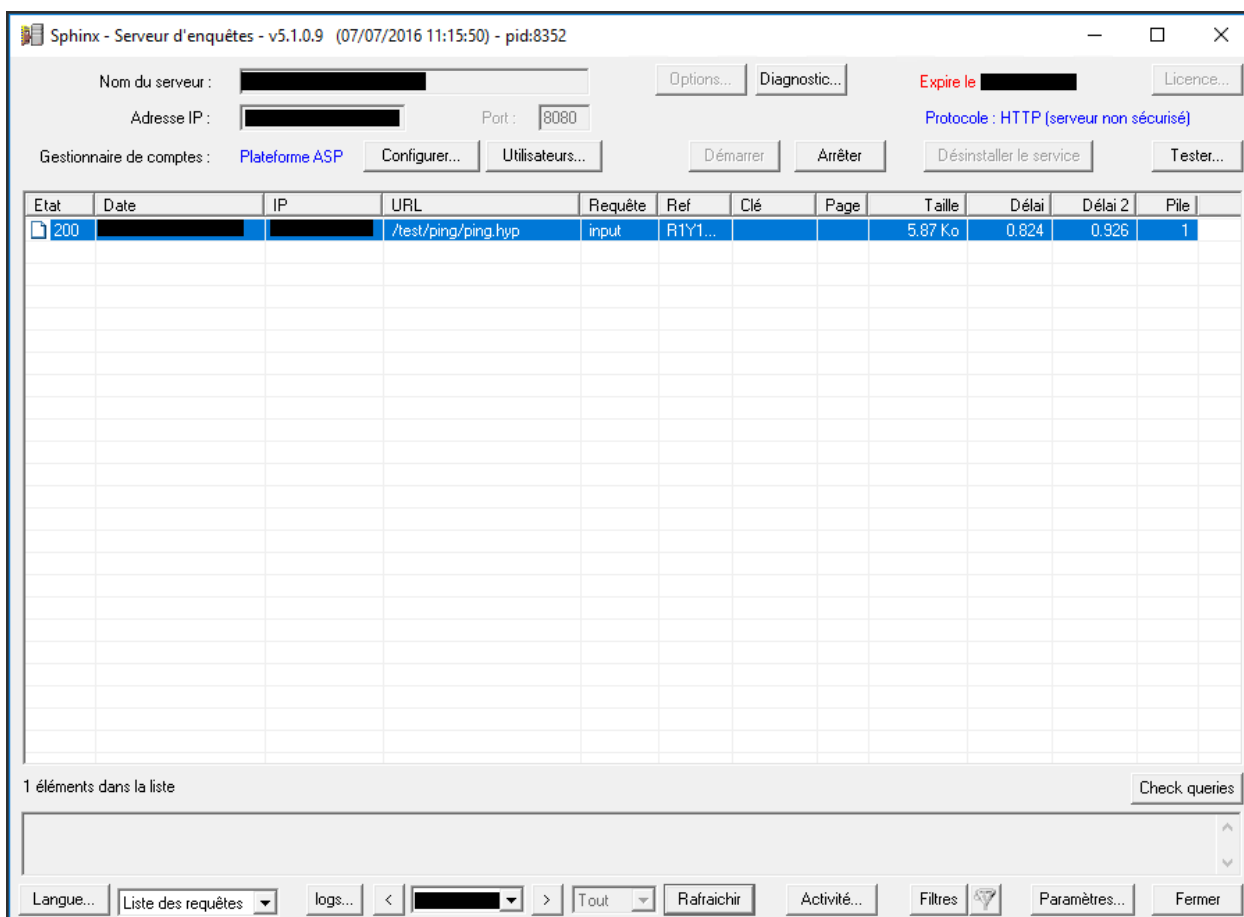 Sphinx - Serveur d'enquêtes - v5.1.0.9 (07/07/2016 11:15:50) - pid:8352
Nom du serveur : Options... Diagnostic... Expire le Licence...
Adresse IP : Port : 8080 Protocole : HTTP (serveur non sécurisé)
Gestionnaire de comptes : Plateforme ASP Configurer... Utilisateurs... Démarrer Arrêter Désinstaller le service Tester...
Etat Date IP URL Requête Ref Clé Page Taille Délai Délai 2 Pile
200 /test/ping/ping.hyp input R1Y1... 5.87 Ko 0.824 0.926 1
1 éléments dans la liste
Check queries
Langue... Liste des requêtes logs... < > Tout Rafraichir Activité... Filtres Paramètres... Fermer